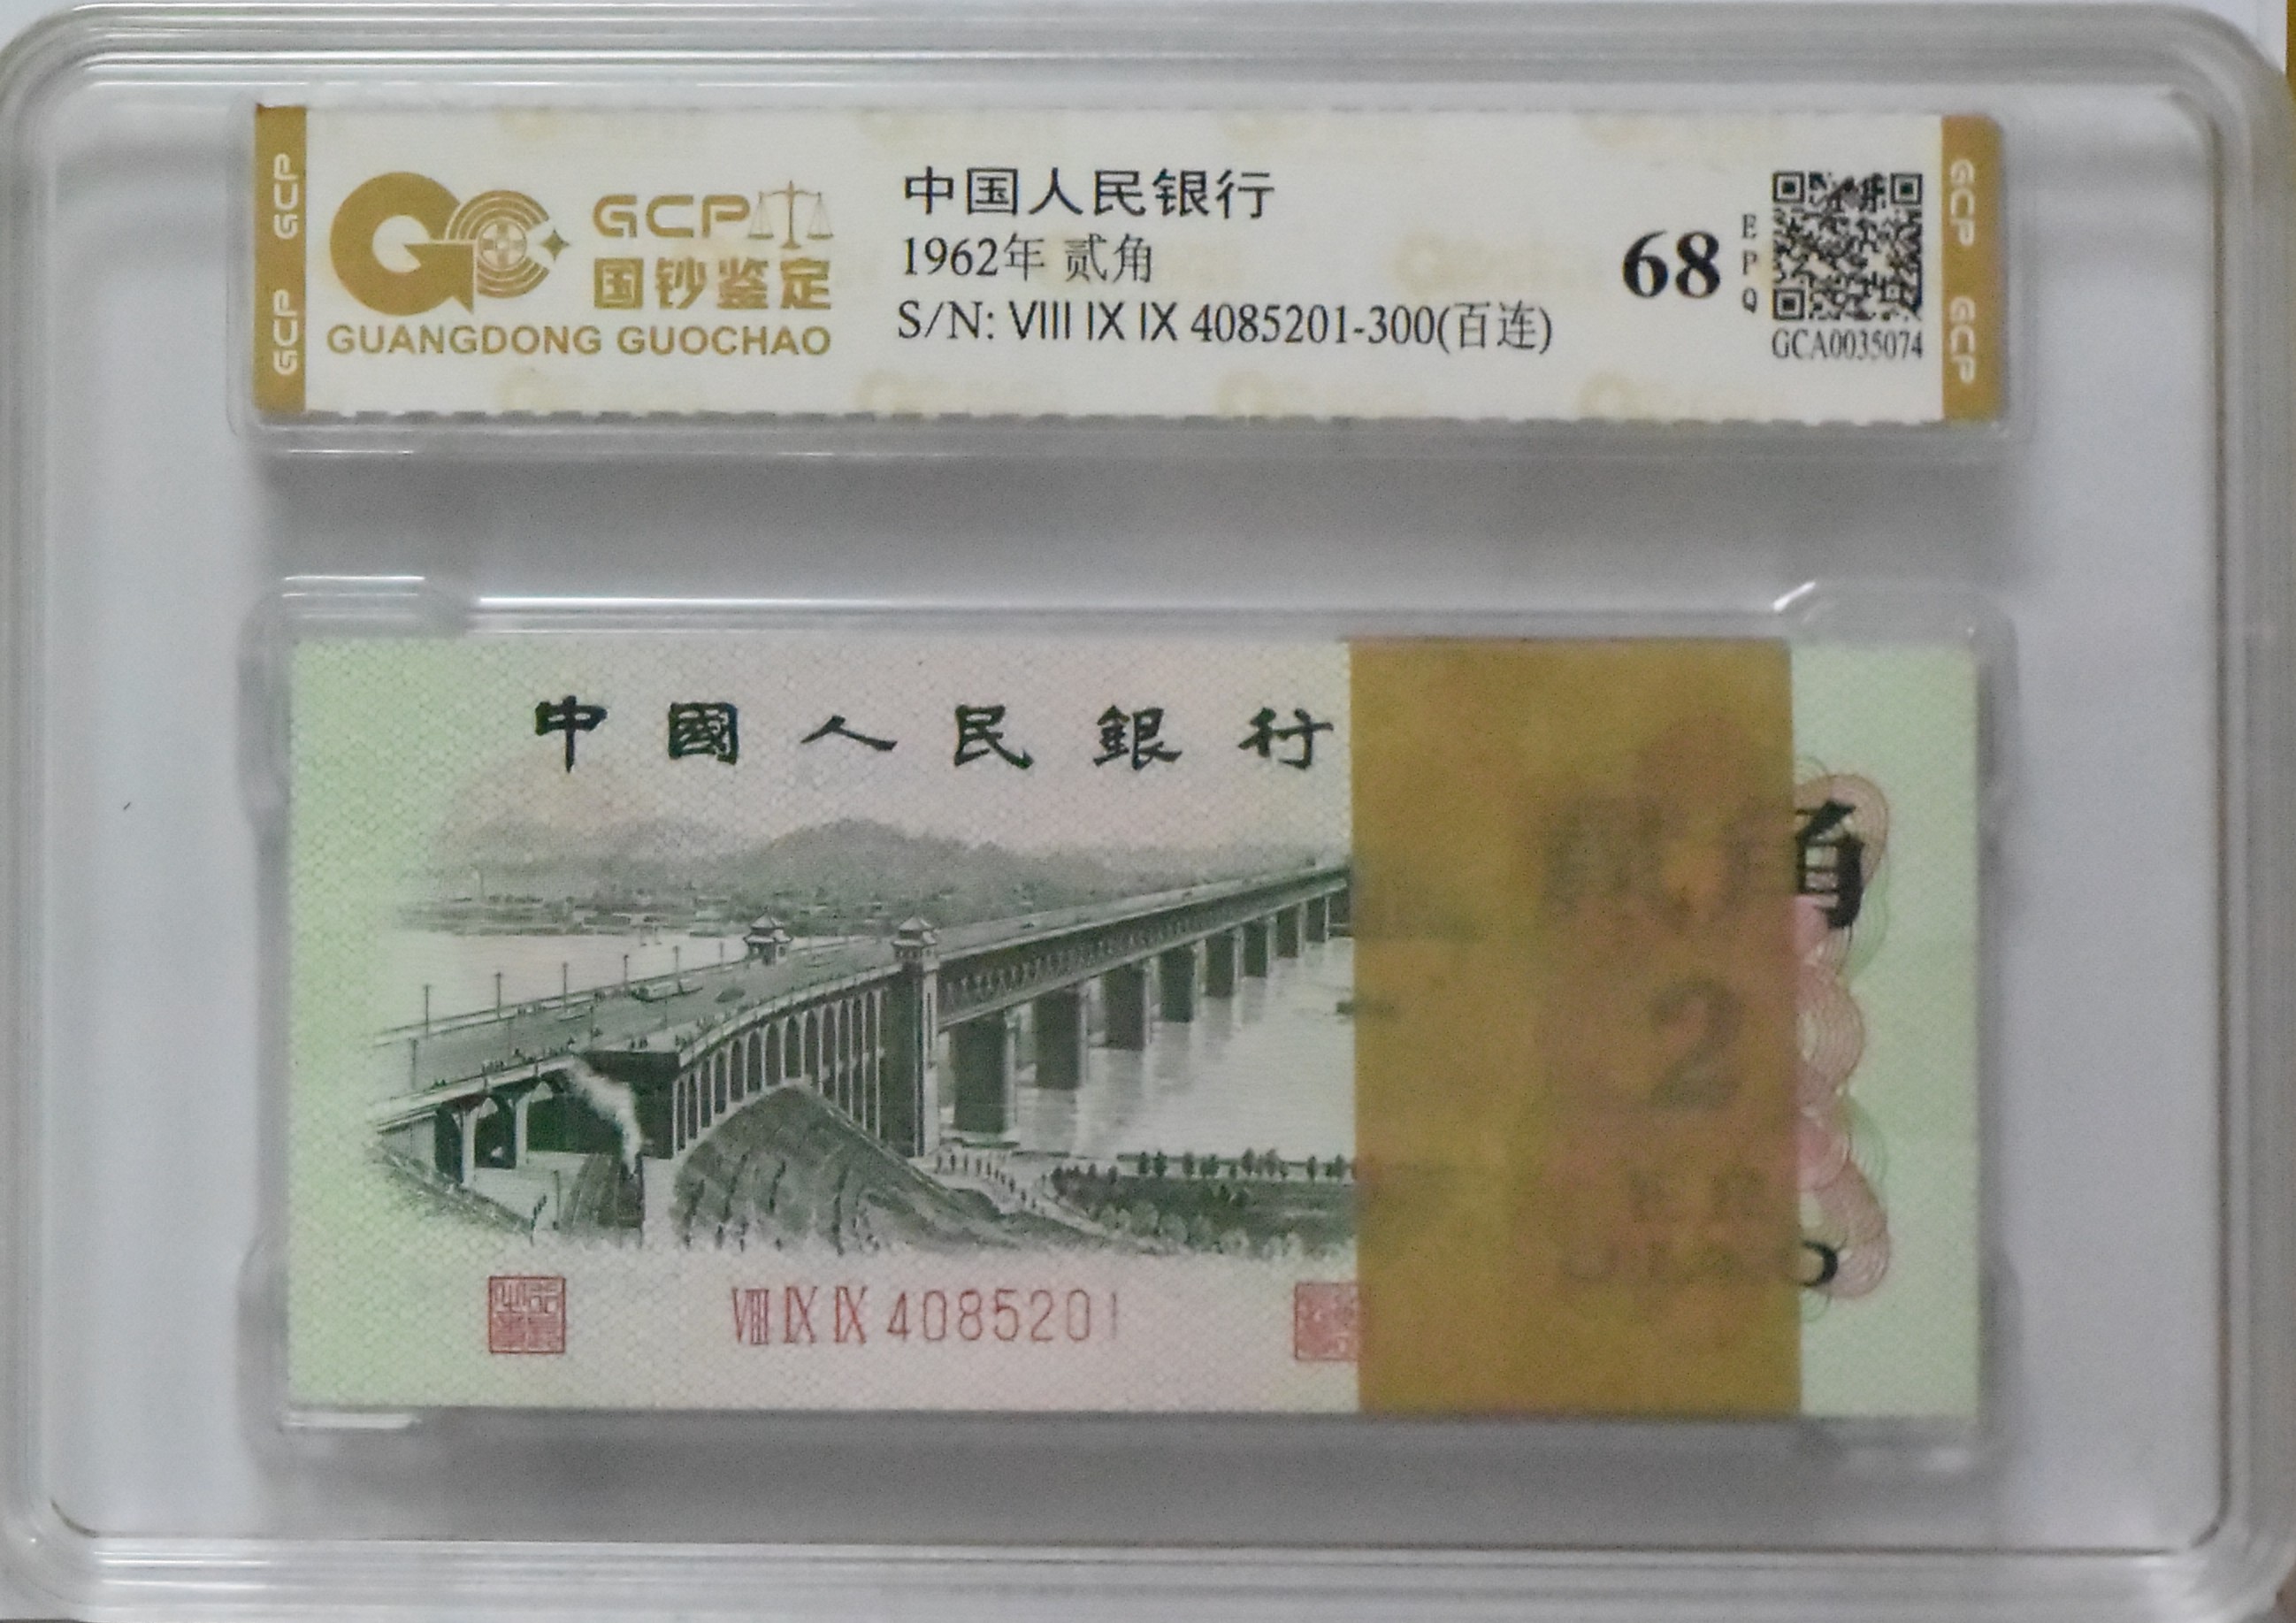 GCP GCP
GCP
国钞鉴定
GUANGDONG GUOCHAO
中国人民银行
1962年 贰角
S/N: VIII IX IX 4085201-300(百连)
68
EPQ
GCA0035074
GCP GCP
中國人民銀行
角
2
VIII IX IX 4085201